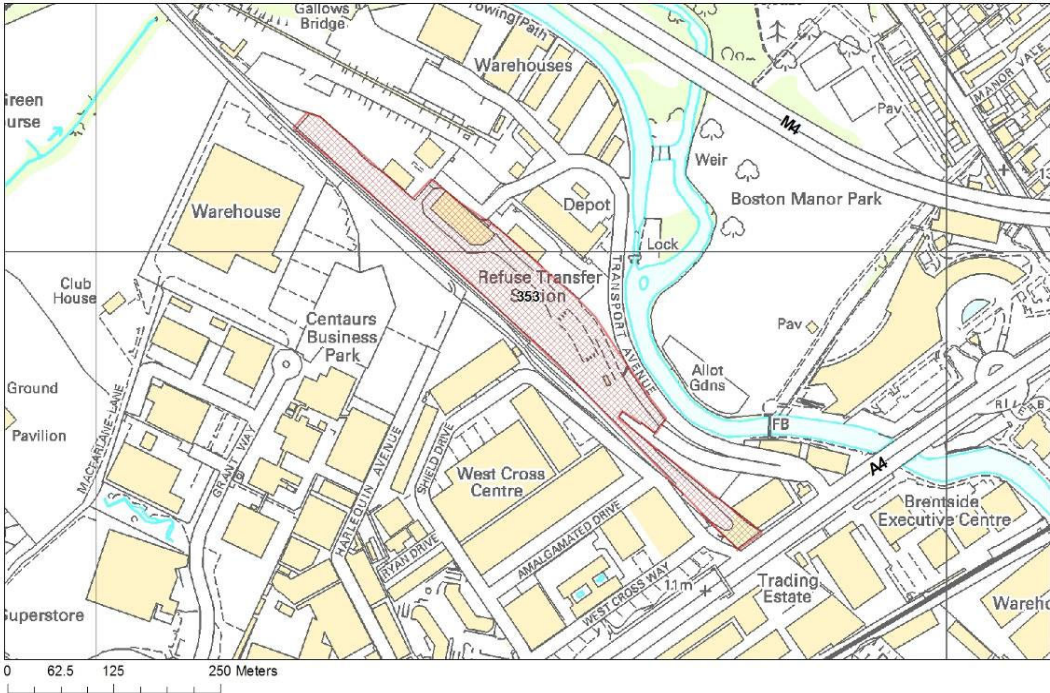 Gallows
Bridge
Towing Path
Warehouses
MANOR VALE
Green
Pav
M4
Weir
Warehouse
Depot
Boston Manor Park
Lock
TRANSPORT AVENUE
Refuse Transfer
Station
353
Club
House
Centaurs
Business
Park
Pav
Ground
Allot
Gdns
Pavilion
MACFARLANE LANE
GRANT WAY
HARLEQUIN AVENUE
SHIELD DRIVE
FB
A4
West Cross
Centre
RYAN DRIVE
AMALGAMATED DRIVE
WEST CROSS WAY
Brentside
Executive Centre
11m
Trading
Estate
Superstore
0 62.5 125 250 Meters